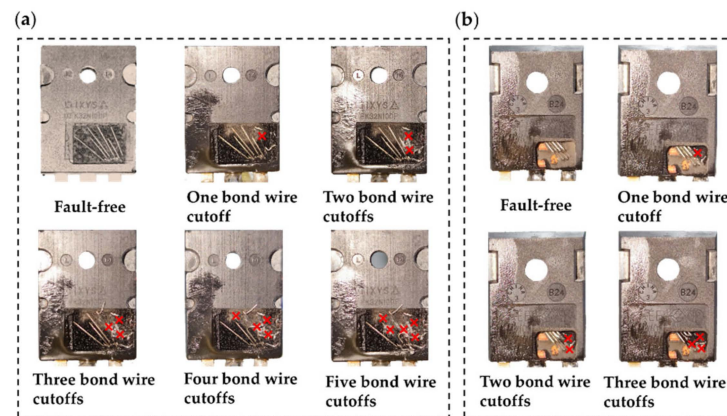 (a)
(b)
IXYS
Fault-free
One bond wire
cutoff
Two bond wire
cutoffs
Three bond wire
cutoffs
Four bond wire
cutoffs
Five bond wire
cutoffs
B24
Fault-free
B24
One bond wire
cutoff
B24
Two bond wire
cutoffs
B24
Three bond wire
cutoffs